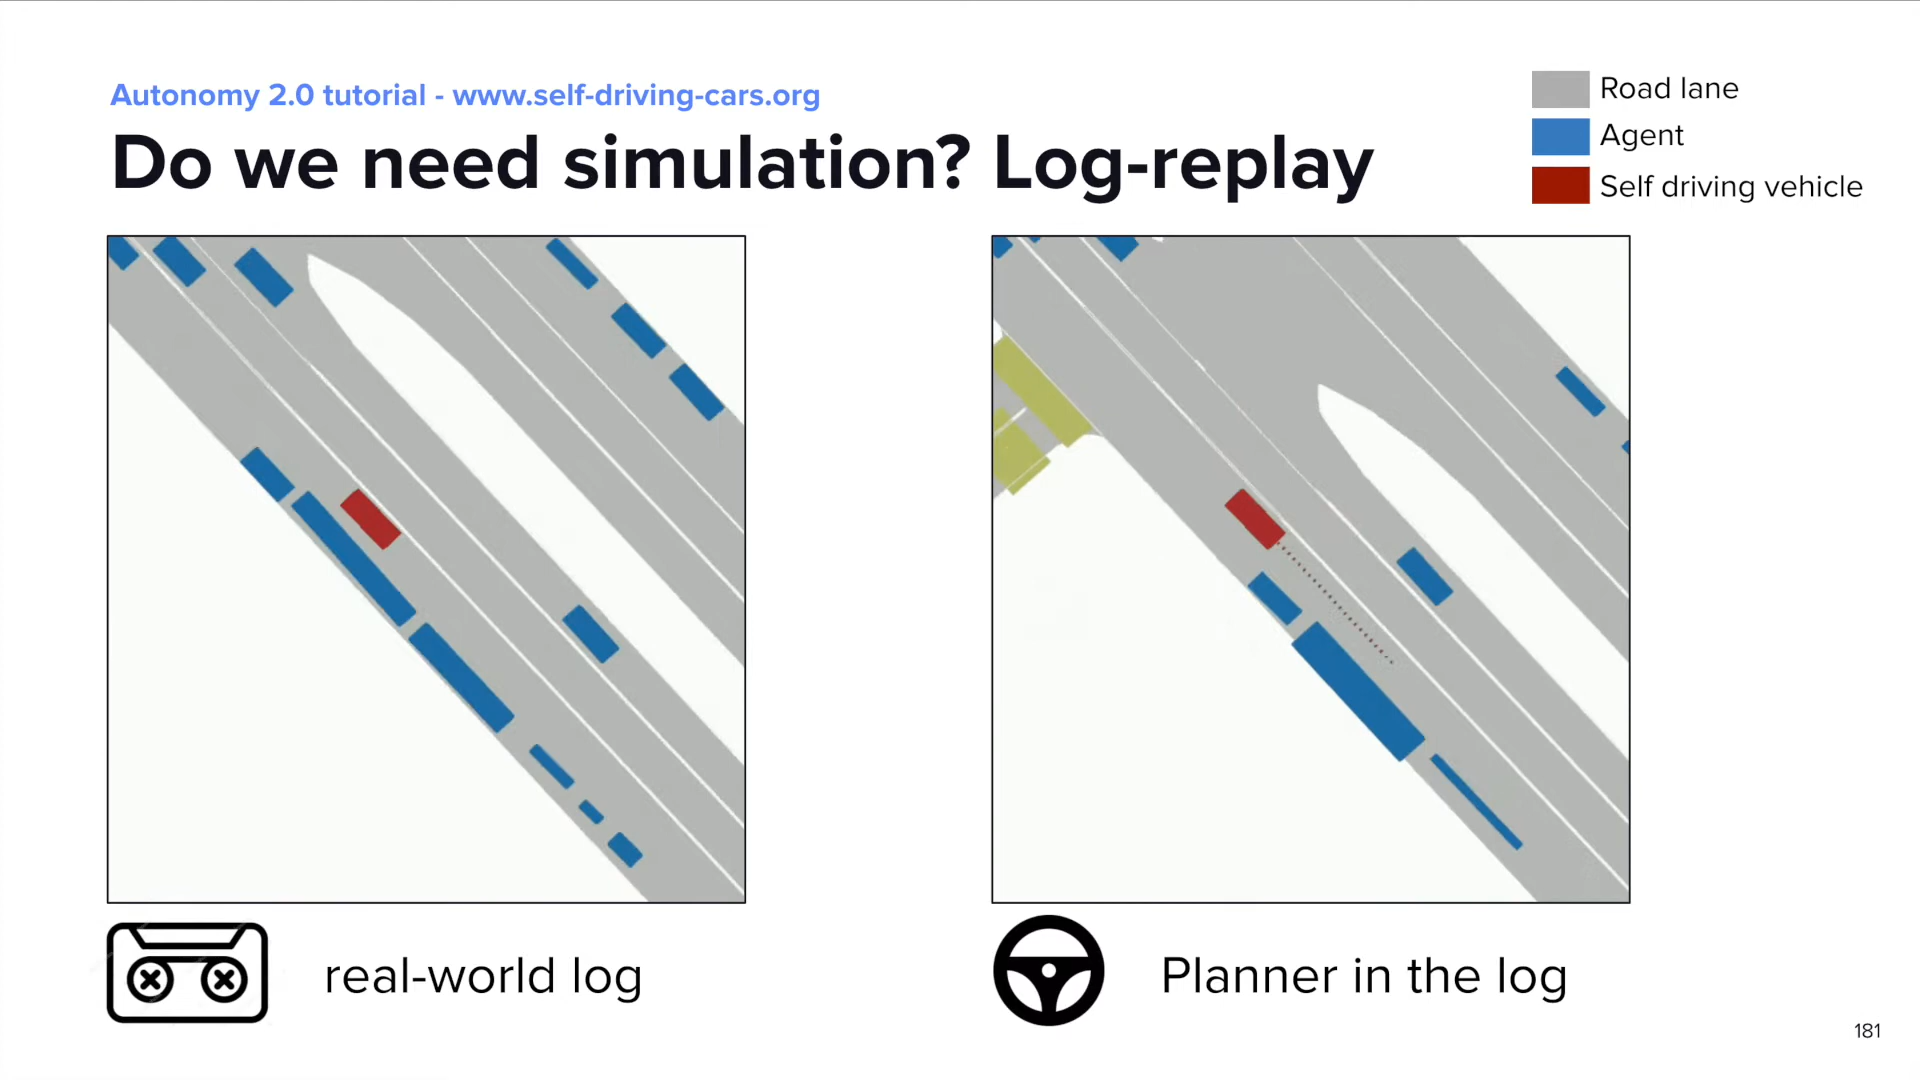 Autonomy 2.0 tutorial - www.self-driving-cars.org
Do we need simulation? Log-replay
Road lane
Agent
Self driving vehicle
real-world log
Planner in the log
181